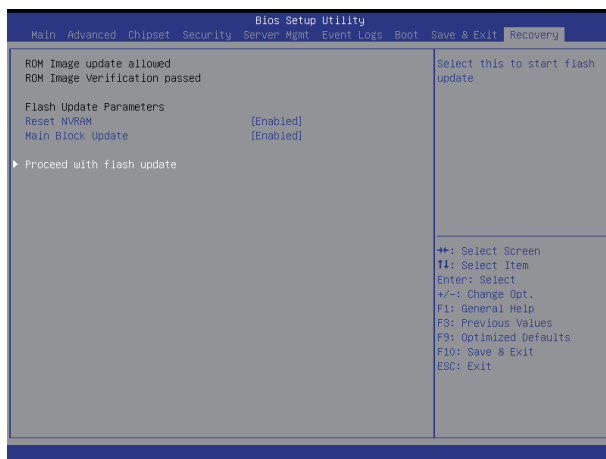 Bios Setup Utility
Main Advanced Chipset Security Server Mgmt Event Logs Boot Save & Exit Recovery
ROM Image update allowed
ROM Image Verification passed
Flash Update Parameters
Reset NVRAM [Enabled]
Main Block Update [Enabled]
Proceed with flash update
Select this to start flash
update
→←: Select Screen
↑↓: Select Item
Enter: Select
+/-: Change Opt.
F1: General Help
F3: Previous Values
F9: Optimized Defaults
F10: Save & Exit
ESC: Exit